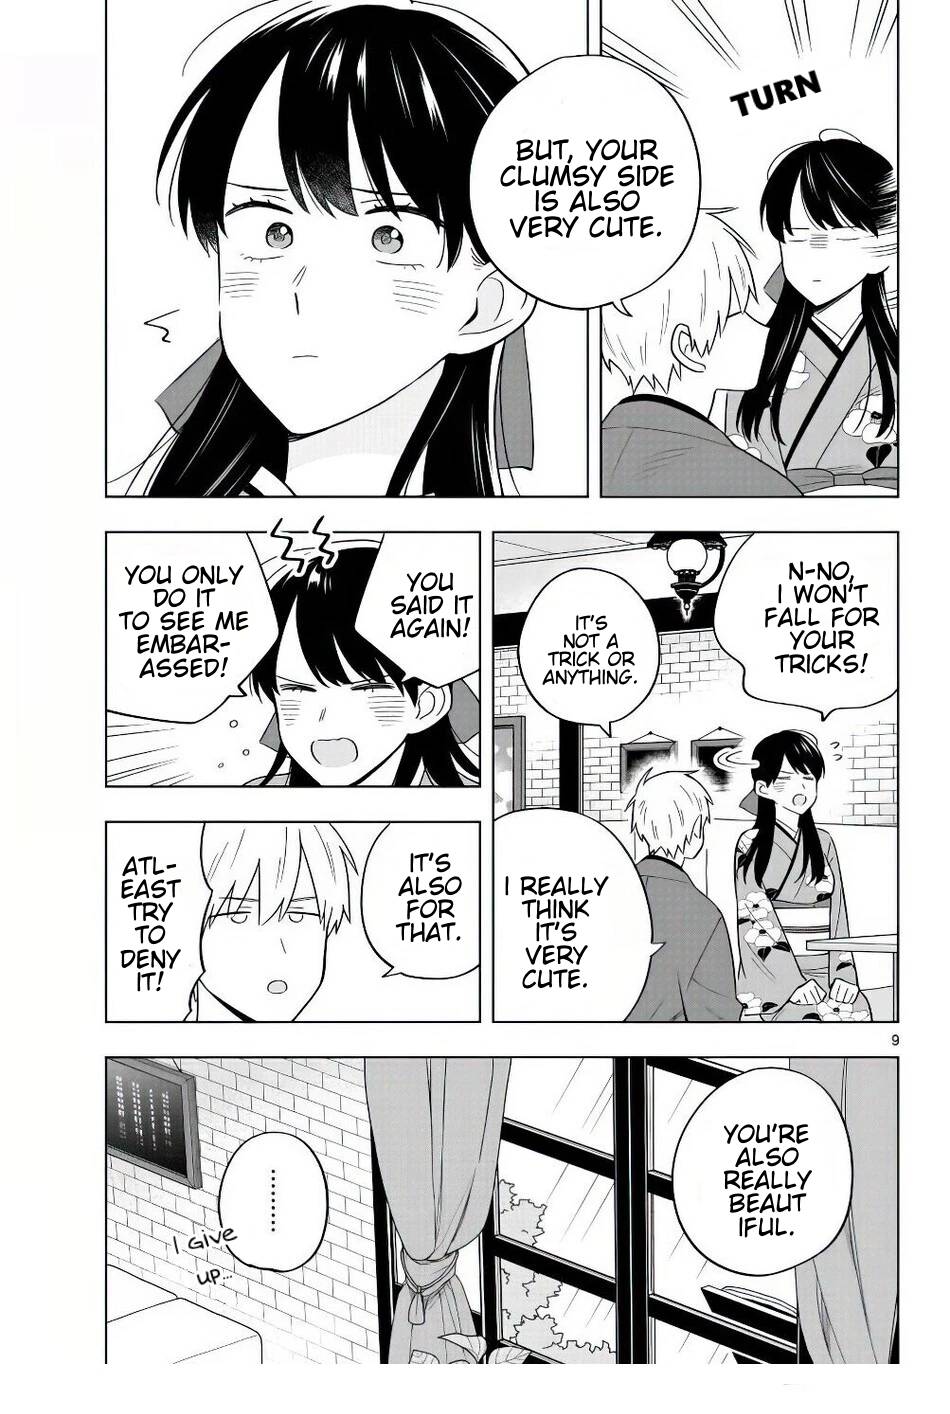 TURN
BUT, YOUR
CLUMSY SIDE
IS ALSO
VERY CUTE.
N-NO,
I WON'T
FALL FOR
YOUR
TRICKS!
IT'S
NOT A
TRICK OR
ANYTHING.
I REALLY
THINK
IT'S
VERY
CUTE.
YOU
SAID IT
AGAIN!
YOU ONLY
DO IT
TO SEE ME
EMBAR-
ASSED!
IT'S
ALSO
FOR
THAT.
ATL-
EAST
TRY
TO
DENY
IT!
9
YOU'RE
ALSO
REALLY
BEAUT
IFUL.
.........
I GIVE
UP...